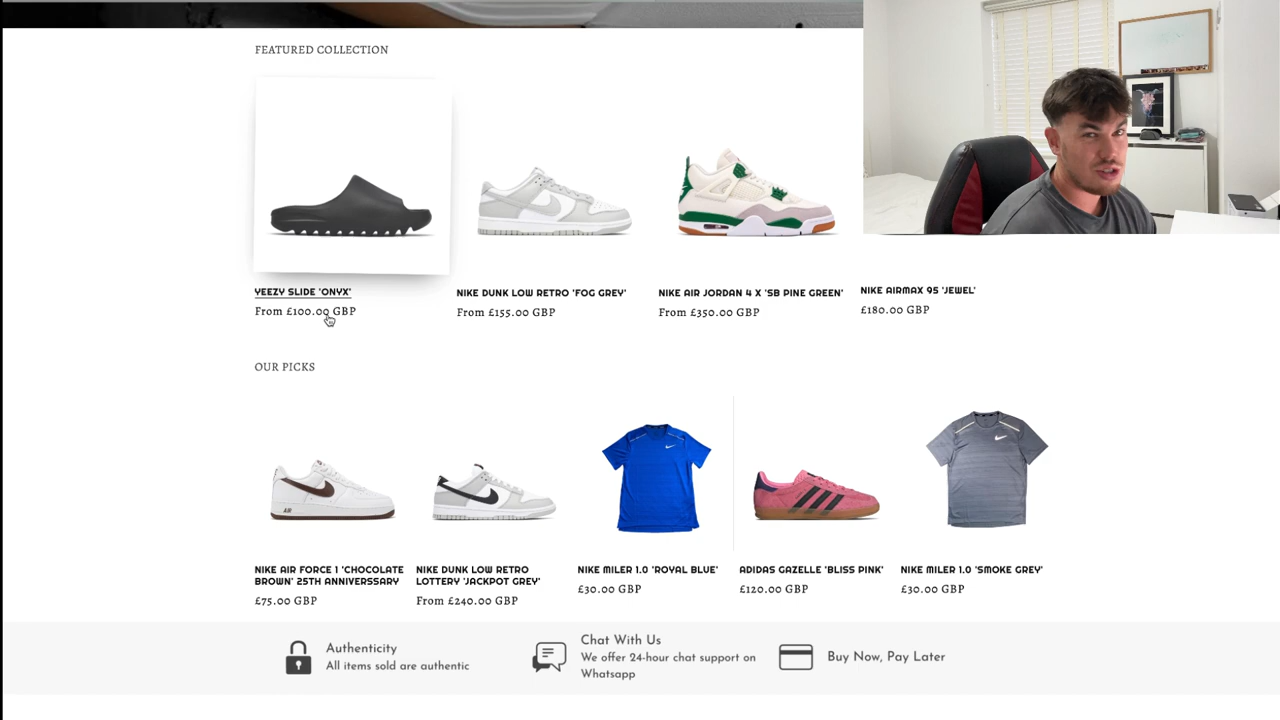 FEATURED COLLECTION
YEEZY SLIDE 'ONYX'
From £100.00 GBP
NIKE DUNK LOW RETRO 'FOG GREY'
From £155.00 GBP
NIKE AIR JORDAN 4 X 'SB PINE GREEN'
From £350.00 GBP
NIKE AIRMAX 95 'JEWEL'
£180.00 GBP
OUR PICKS
AIR
NIKE AIR FORCE 1 'CHOCOLATE
BROWN' 25TH ANNIVERSSARY
£75.00 GBP
NIKE DUNK LOW RETRO
LOTTERY 'JACKPOT GREY'
From £240.00 GBP
NIKE MILER 1.0 'ROYAL BLUE'
£30.00 GBP
ADIDAS GAZELLE 'BLISS PINK'
£120.00 GBP
NIKE MILER 1.0 'SMOKE GREY'
£30.00 GBP
Authenticity
All items sold are authentic
Chat With Us
We offer 24-hour chat support on
Whatsapp
Buy Now, Pay Later